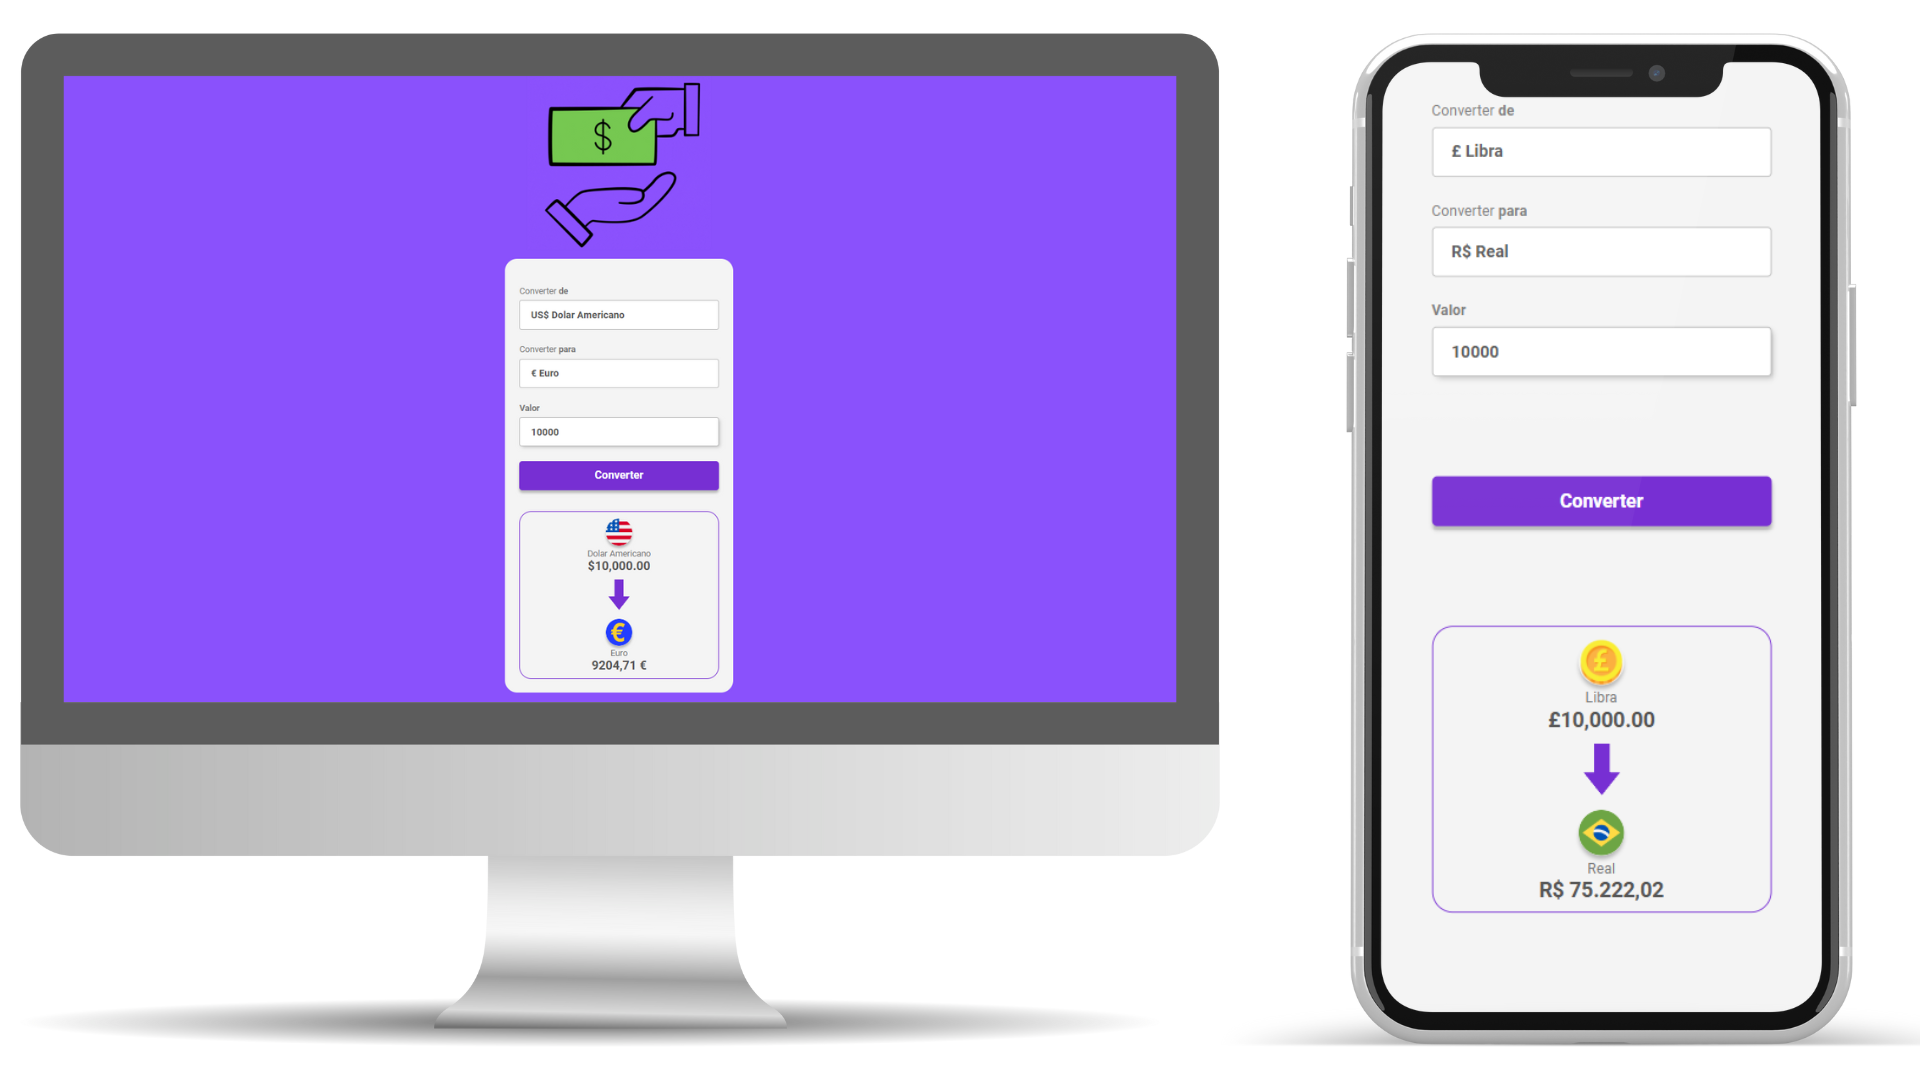 $
Converter de
US$ Dolar Americano
Converter para
€ Euro
Valor
10000
Converter
Dolar Americano
$10,000.00
€
Euro
9204,71 €
Converter de
£ Libra
Converter para
R$ Real
Valor
10000
Converter
£
Libra
£10,000.00
Real
R$ 75.222,02